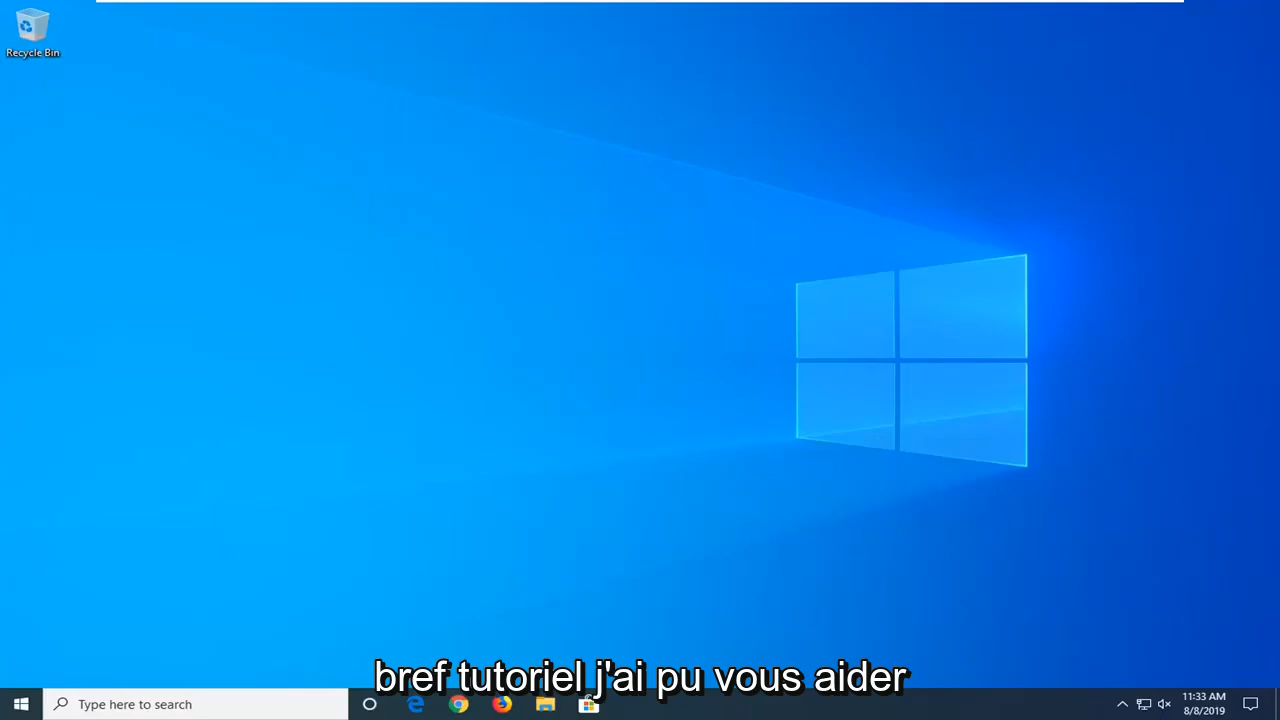 Recycle Bin
bref tutoriel j'ai pu vous aider
Type here to search
11:33 AM
8/8/2019